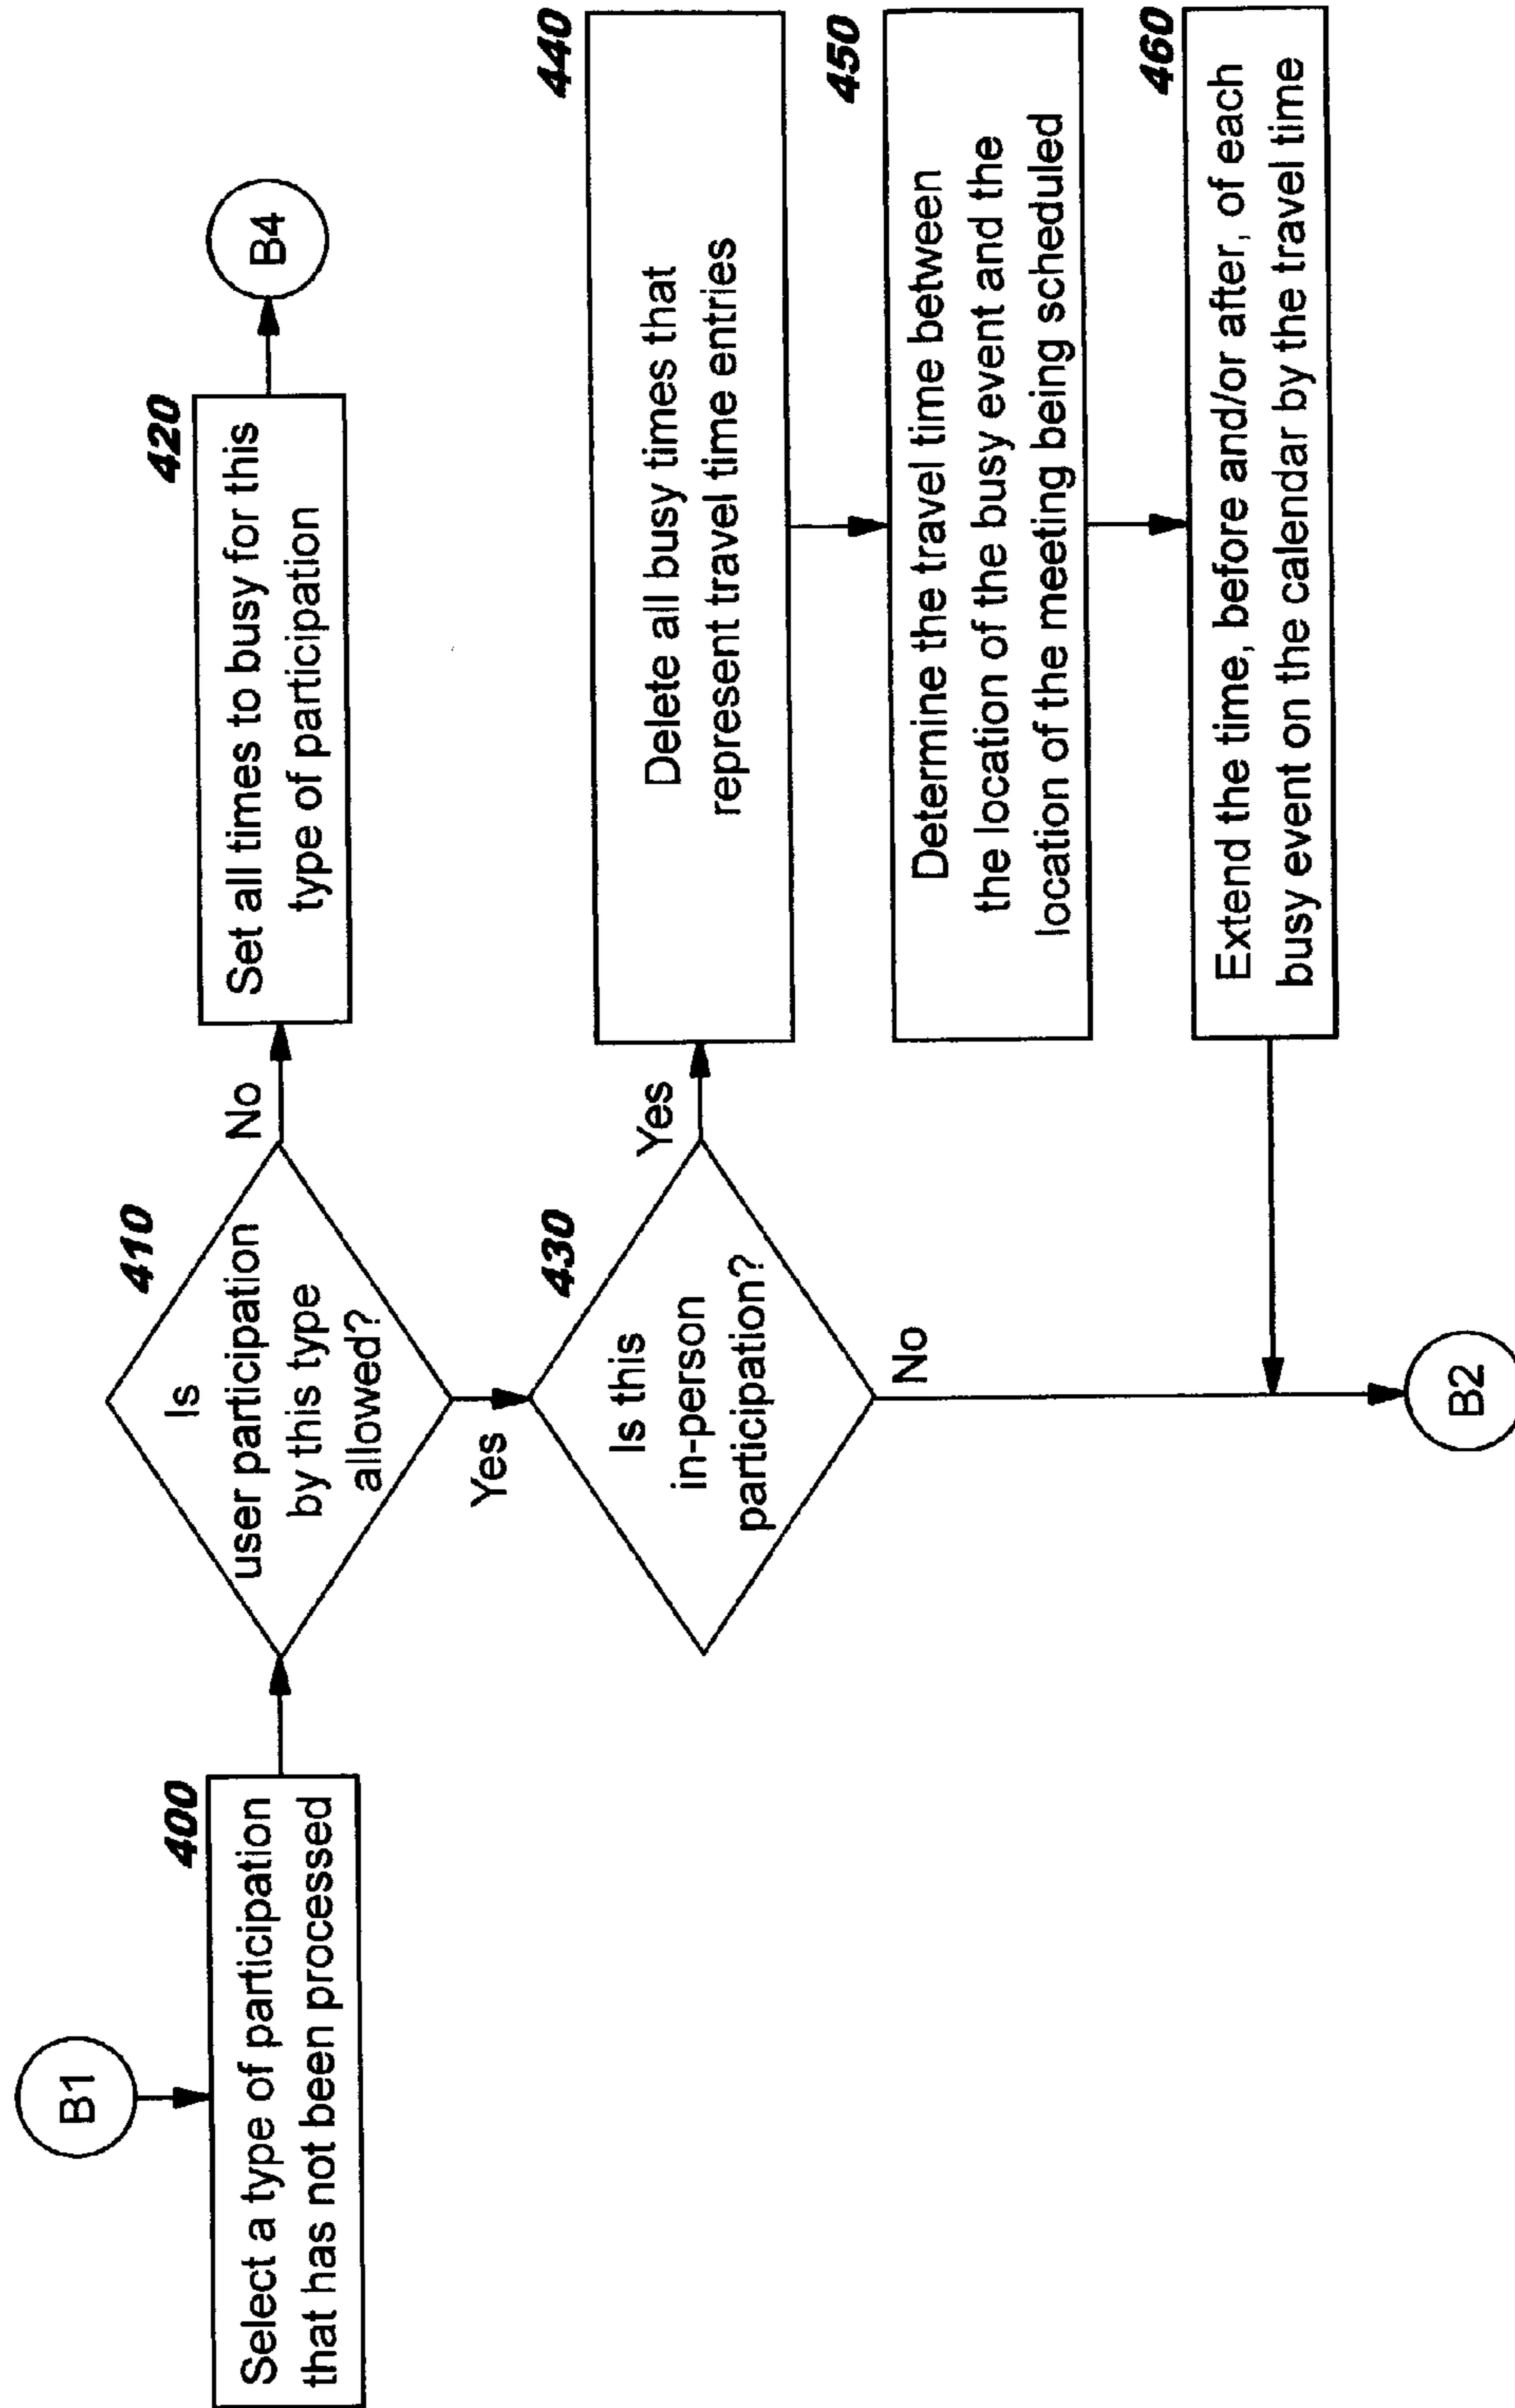 B1
400
Select a type of participation
that has not been processed
410
Is
user participation
by this type
allowed?
No
420
Set all times to busy for this
type of participation
B4
Yes
430
Is this
in-person
participation?
Yes
440
Delete all busy times that
represent travel time entries
450
Determine the travel time between
the location of the busy event and the
location of the meeting being scheduled
460
Extend the time, before and/or after, of each
busy event on the calendar by the travel time
No
B2